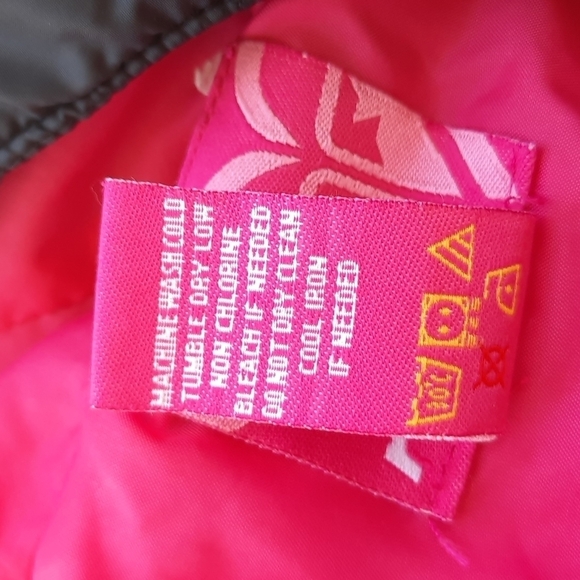 MACHINE WASH COLD
TUMBLE DRY LOW
NON CHLORINE
BLEACH IF NEEDED
DO NOT DRY CLEAN
COOL IRON
IF NEEDED
30°